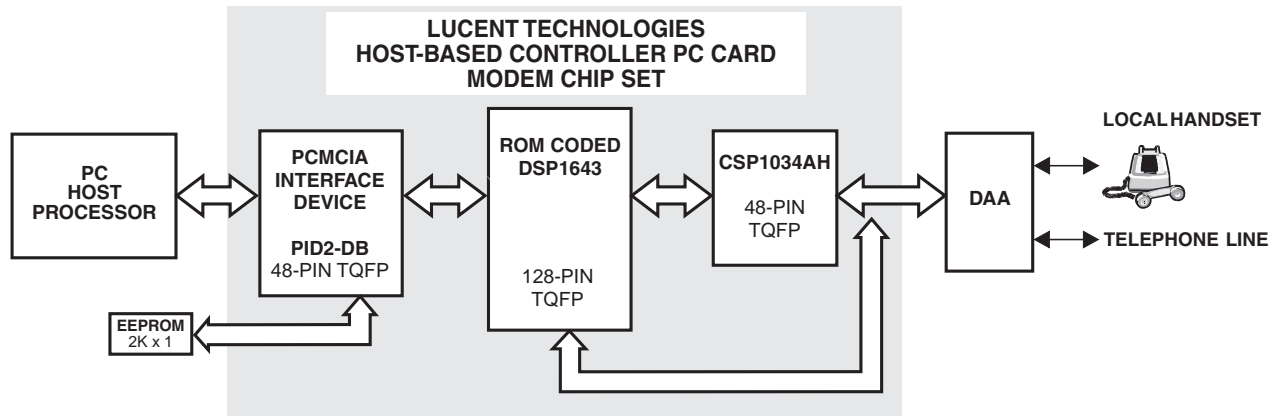 LUCENT TECHNOLOGIES
HOST-BASED CONTROLLER PC CARD
MODEM CHIP SET
PC
HOST
PROCESSOR
PCMCIA
INTERFACE
DEVICE
PID2-DB
48-PIN TQFP
ROM CODED
DSP1643
128-PIN
TQFP
CSP1034AH
48-PIN
TQFP
DAA
LOCAL HANDSET
TELEPHONE LINE
EEPROM
2K x 1